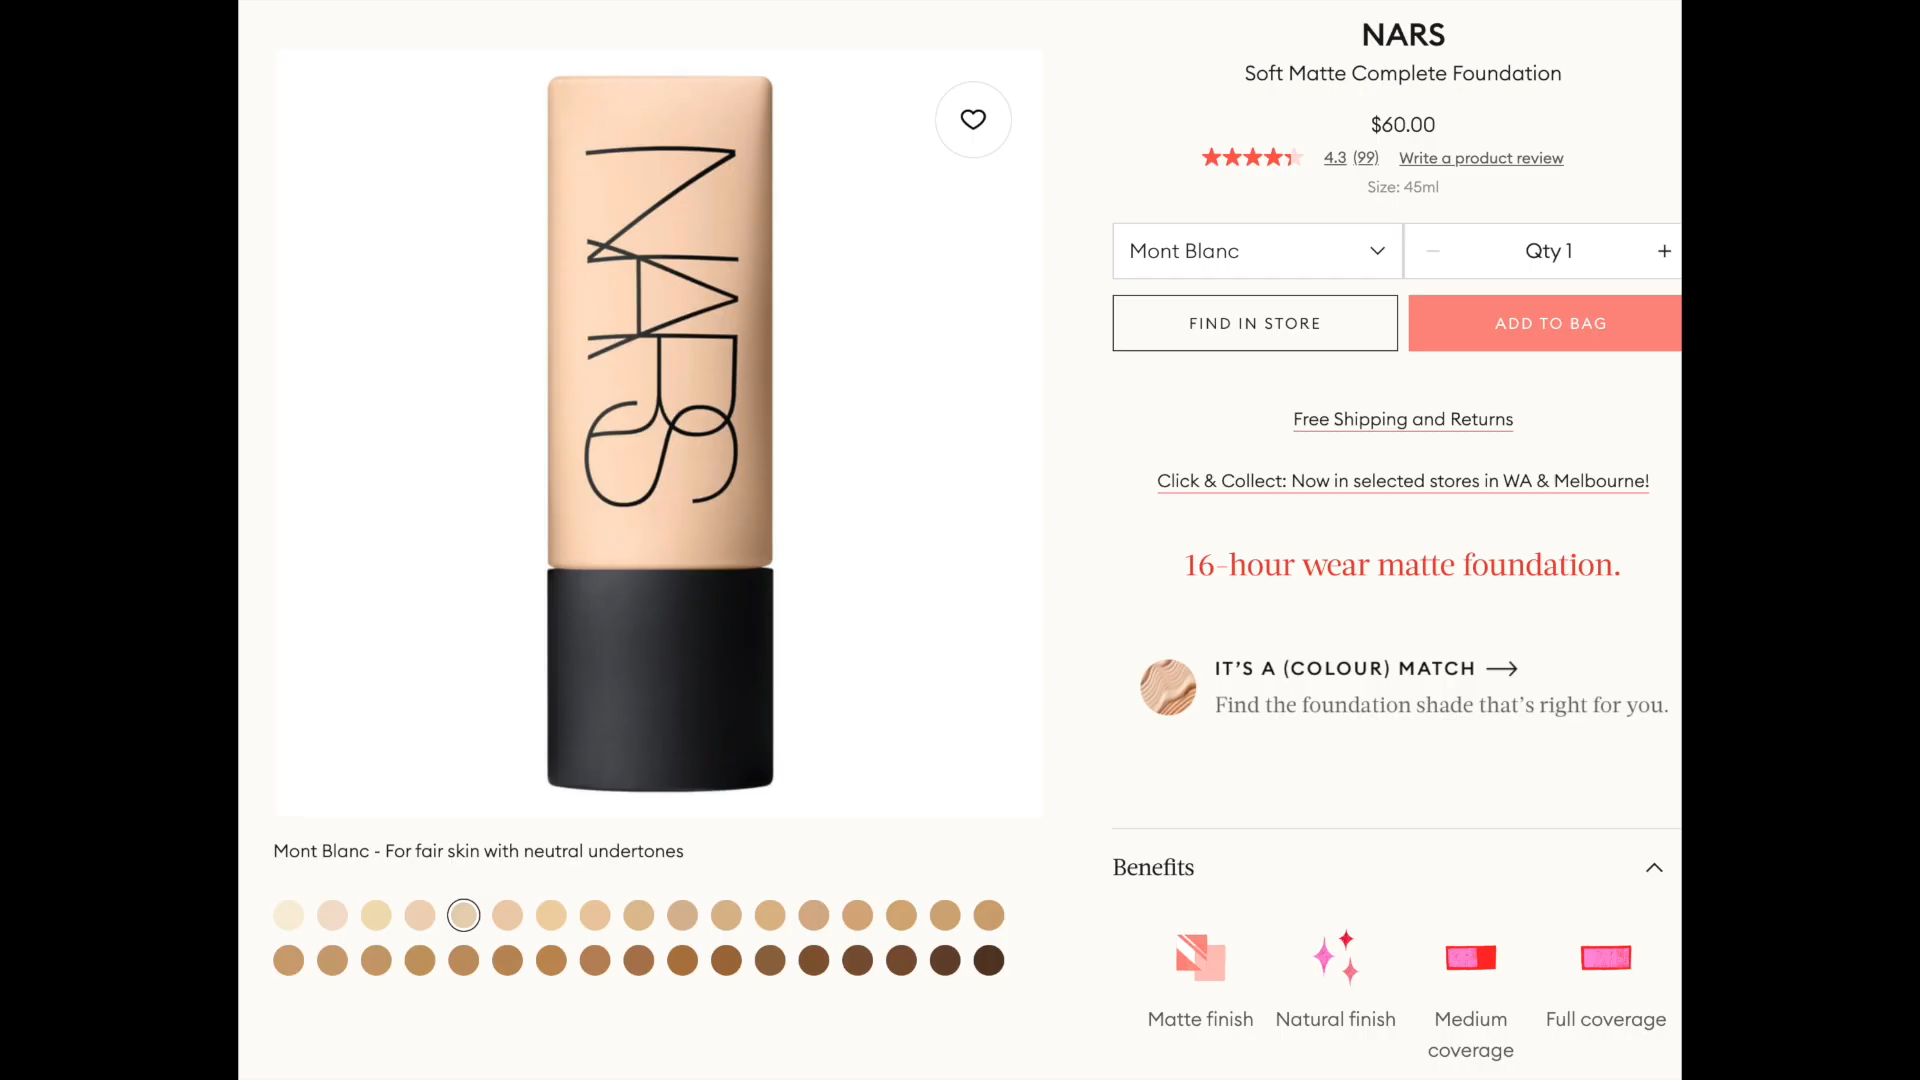 NARS
NARS
Soft Matte Complete Foundation
$60.00
4.3 (99) Write a product review
Size: 45ml
Mont Blanc
Qty 1
FIND IN STORE
ADD TO BAG
Free Shipping and Returns
Click & Collect: Now in selected stores in WA & Melbourne!
16-hour wear matte foundation.
IT'S A (COLOUR) MATCH
Find the foundation shade that's right for you.
Mont Blanc - For fair skin with neutral undertones
Benefits
Matte finish
Natural finish
Medium
coverage
Full coverage